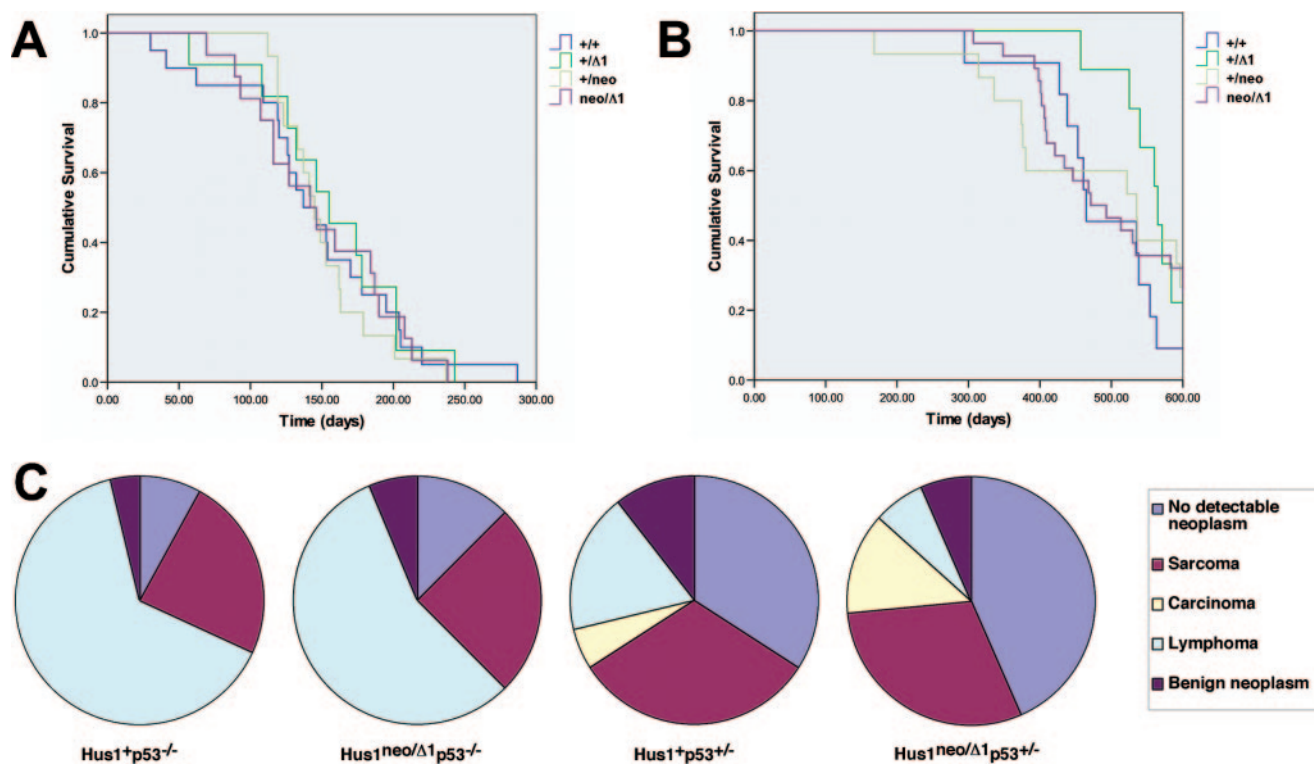 A
Cumulative Survival
1.0
0.8
0.6
0.4
0.2
0.0
0.00 50.00 100.00 150.00 200.00 250.00 300.00
Time (days)
+/+
+/Δ1
+/neo
neo/Δ1
B
Cumulative Survival
1.0
0.8
0.6
0.4
0.2
0.0
0.00 100.00 200.00 300.00 400.00 500.00 600.00
Time (days)
+/+
+/Δ1
+/neo
neo/Δ1
C
Hus1+p53-/-
Hus1neo/Δ1p53-/-
Hus1+p53+/-
Hus1neo/Δ1p53+/-
No detectable
neoplasm
Sarcoma
Carcinoma
Lymphoma
Benign neoplasm